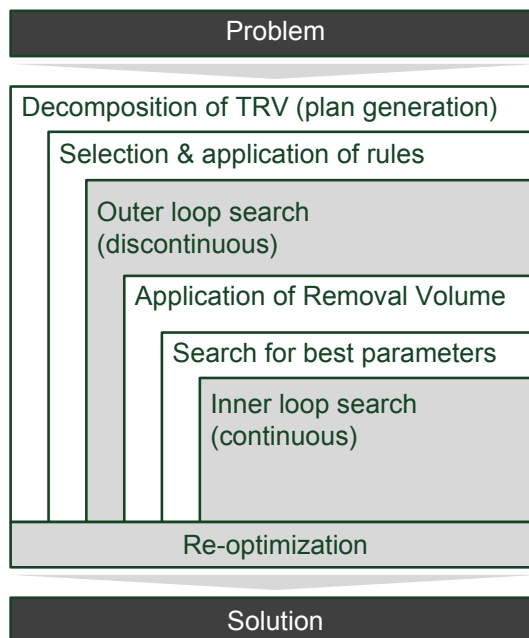 Problem
Decomposition of TRV (plan generation)
Selection & application of rules
Outer loop search
(discontinuous)
Application of Removal Volume
Search for best parameters
Inner loop search
(continuous)
Re-optimization
Solution